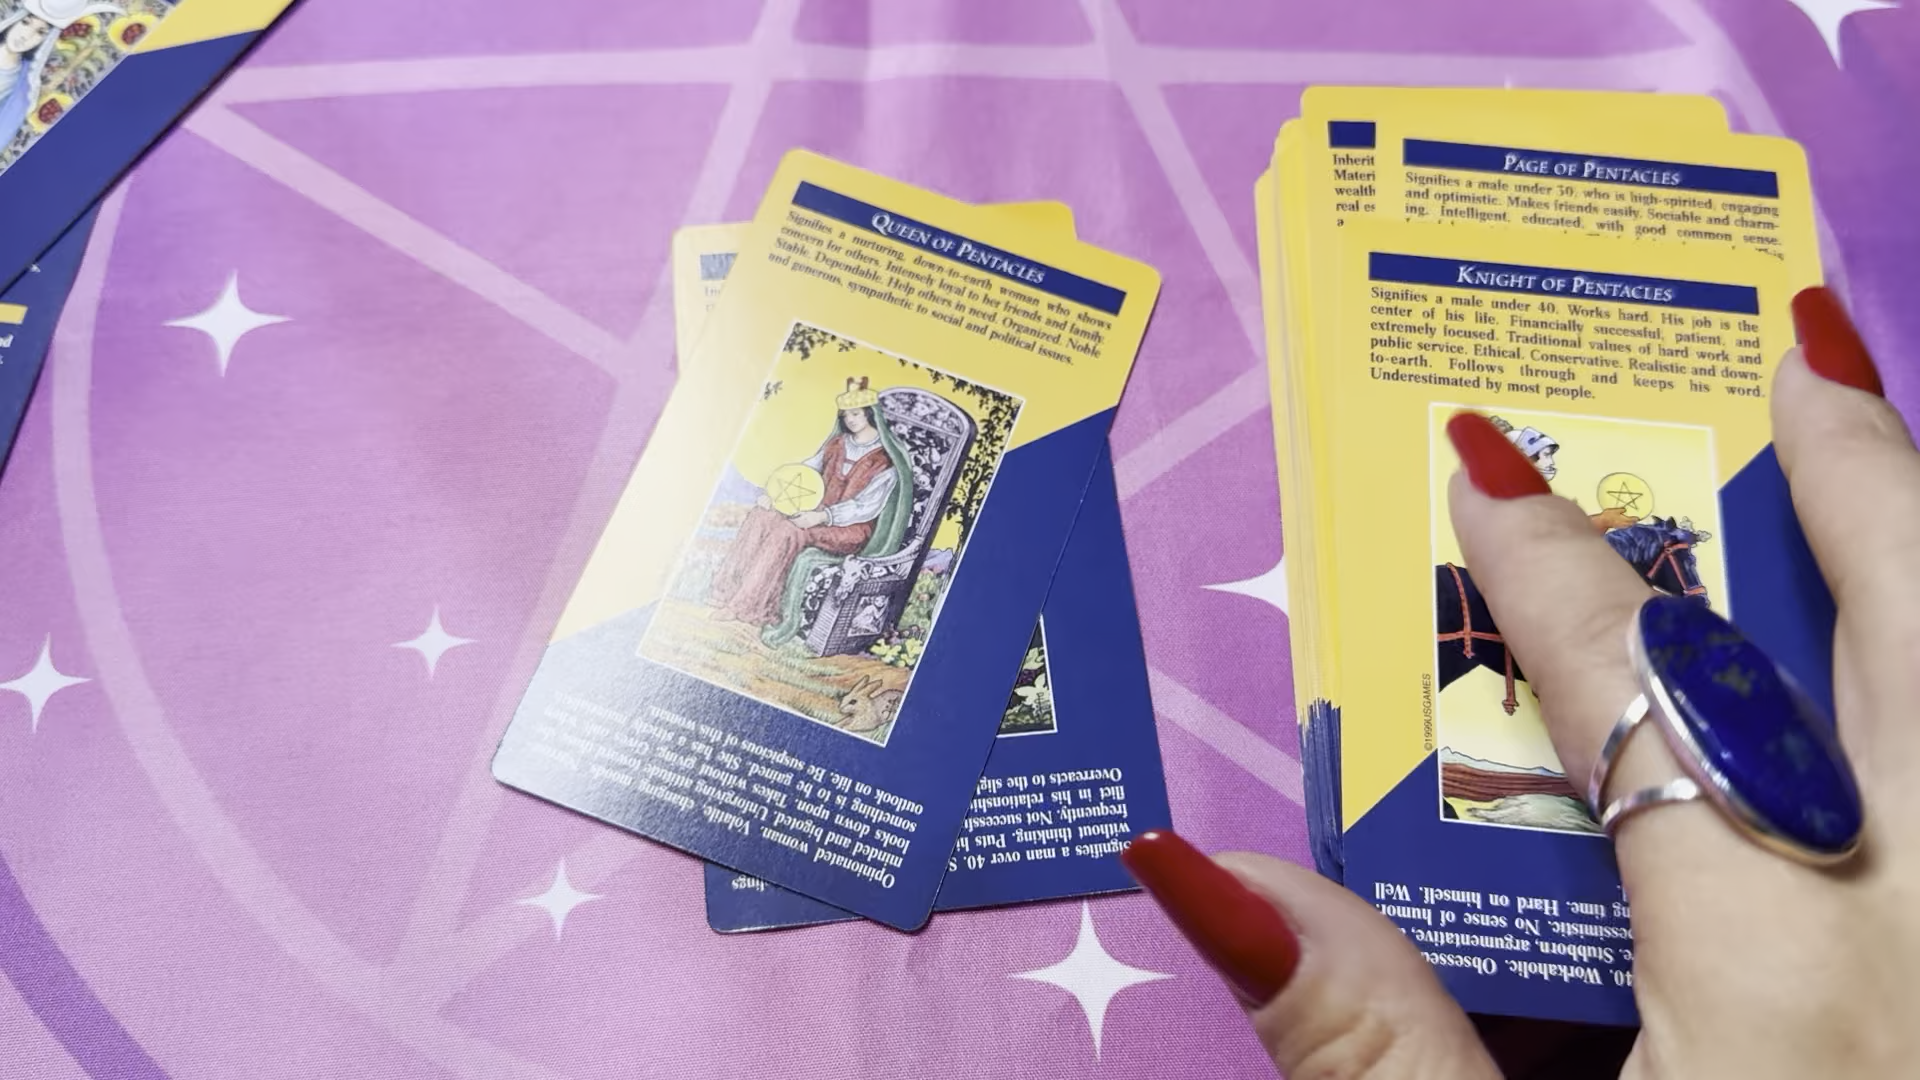 QUEEN OF PENTACLES
Signifies a nurturing, down-to-earth woman who shows
concern for others. Intensely loyal to her friends and family.
Stable. Dependable. Help others in need. Organized. Noble
and generous, sympathetic to social and political issues.
Opinionated woman. Volatile, changing moods.
minded and bigoted. Unforgiving attitude toward
looks down upon. Takes without giving. Gives only when
something is to be gained. She has a strictly
outlook on life. Be suspicious of this woman.
Signifies a man over 40. S
without thinking. Puts hi
frequently. Not successf
flict in his relationship
Overreacts to the sligh
Inherit
Materi
wealth
real es
a
PAGE OF PENTACLES
Signifies a male under 30, who is high-spirited, engaging
and optimistic. Makes friends easily. Sociable and charm-
ing. Intelligent, educated, with good common sense.
This
KNIGHT OF PENTACLES
Signifies a male under 40. Works hard. His job is the
center of his life. Financially successful, patient, and
extremely focused. Traditional values of hard work and
public service. Ethical. Conservative. Realistic and down-
to-earth. Follows through and keeps his word.
Underestimated by most people.
©1999USGAMES
40. Workaholic. Obsesse
e. Stubborn, argumentative,
pessimistic. No sense of humor.
ng time. Hard on himself. Well